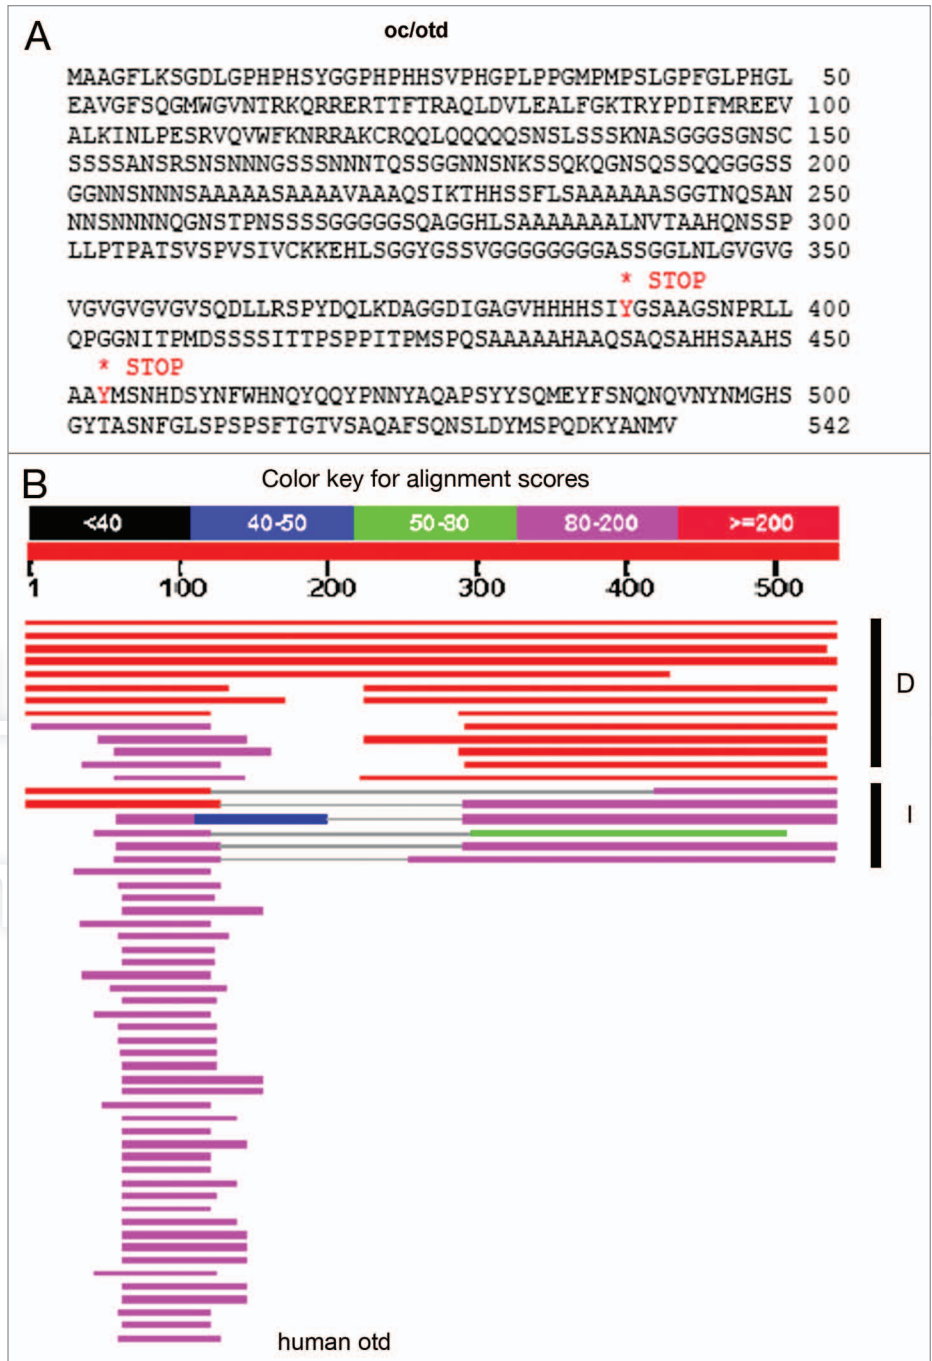 A
oc/otd
MAAGFLKSGDLGPHPHSYGGPHPHHSVPHGPLPPGMPMPSLGPFGLPHGL 50
EAVGFSQGMWGVNTRKQRRERTTFTRAQLDVLEALFGKTRYPDIFMREEV 100
ALKINLPESRVQVWFKNRRAKCRQQLQQQQQSNSLSSSKNASGGGSGNSC 150
SSSSANSRSNSNNNGSSSNNNTQSSGGNNSNKSSQKQGNSQSSQQGGGSS 200
GGNNSNNNSAAAAASAAAAVAAAQSIKTHHSSFLSAAAAAASGGTNQSAN 250
NNSNNNNQGNSTPNSSSSGGGGGSQAGGHLSAAAAAAALNVTAAHQNSSP 300
LLPTPATSVSPVSIVCKKEHLSGGYGSSVGGGGGGGGASSGGLNLGVGVG 350
* STOP
VGVGVGVGVSQDLLRSPYDQLKDAGGDIGAGVHHHHSIYGSAAGSNPRLL 400
QPGGNITPMDSSSSITTPSPPITPMSPQSAAAAAHAAQSAQSAHHSAAHS 450
* STOP
AAYMSNHDSYNFWHNQYQQYPNNYAQAPSYYSQMEYFSNQNQVNYNMGHS 500
GYTASNFGLSPSPSFTGTVSAQAFSQNSLDYMSPQDKYANMV 542
B
Color key for alignment scores
<40 40-50 50-80 80-200 >=200
1 100 200 300 400 500
D
I
human otd